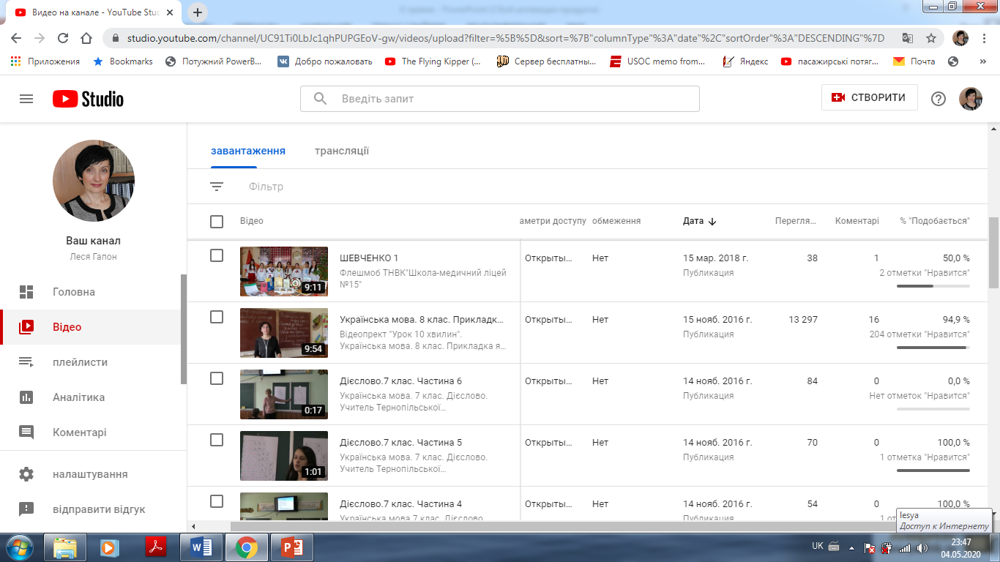 Видео на канале - YouTube Stud
studio.youtube.com/channel/UC91Ti0LbJc1qhPUPGEoV-gw/videos/upload?filter=%5B%5D&sort=%7B"columnType"%3A"date"%2C"sortOrder"%3A"DESCENDING"%7D
Приложения Bookmarks Потужний PowerB... Добро пожаловать The Flying Kipper (... Сервер бесплатны... USOC memo from... Яндекс пасажирські потяг... Почта »
Studio Введіть запит СТВОРИТИ
завантаження трансляції
Фільтр
Відео аметри доступу обмеження Дата Перегля... Коментарі % "Подобається"
Ваш канал
Леся Гапон
Головна
Відео
плейлисти
Аналітика
Коментарі
налаштування
відправити відгук
ШЕВЧЕНКО 1 Открыты... Нет 15 мар. 2018 г. 38 1 50,0 %
Флешмоб ТНВК"Школа-медичний ліцей Публикация 2 отметки "Нравится"
№15"
9:11
Українська мова. 8 клас. Прикладк... Открыты... Нет 15 нояб. 2016 г. 13 297 16 94,9 %
Відеопрект "Урок 10 хвилин". Публикация 204 отметки "Нравится"
Українська мова. 8 клас. Прикладка я...
9:54
Дієслово.7 клас. Частина 6 Открыты... Нет 14 нояб. 2016 г. 84 0 0,0 %
Українська мова. 7 клас. Дієслово. Публикация Нет отметок "Нравится"
Учитель Тернопільської...
0:17
Дієслово.7 клас. Частина 5 Открыты... Нет 14 нояб. 2016 г. 70 0 100,0 %
Українська мова. 7 клас. Дієслово. Публикация 1 отметка "Нравится"
Учитель Тернопільської...
1:01
Дієслово.7 клас. Частина 4 Открыты... Нет 14 нояб. 2016 г. 54 0 100,0 %
Українська мова 7 клас. Дієслово Публикация
lesya
Доступ к Интернету
UK 23:47
04.05.2020